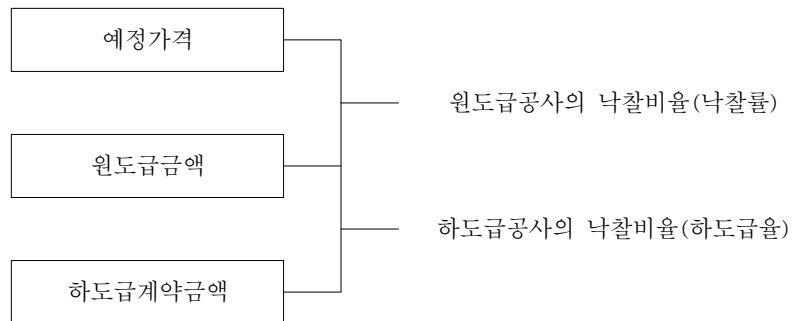 예정가격
원도급공사의 낙찰비율(낙찰률)
원도급금액
하도급공사의 낙찰비율(하도급율)
하도급계약금액